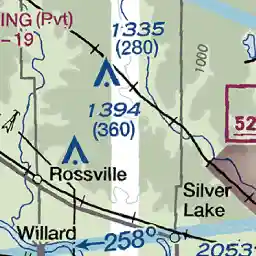 ING (Pvt)
- 19
1335
(280)
1000
1394
(360)
52
Rossville
Silver
Lake
Willard
258°
2053